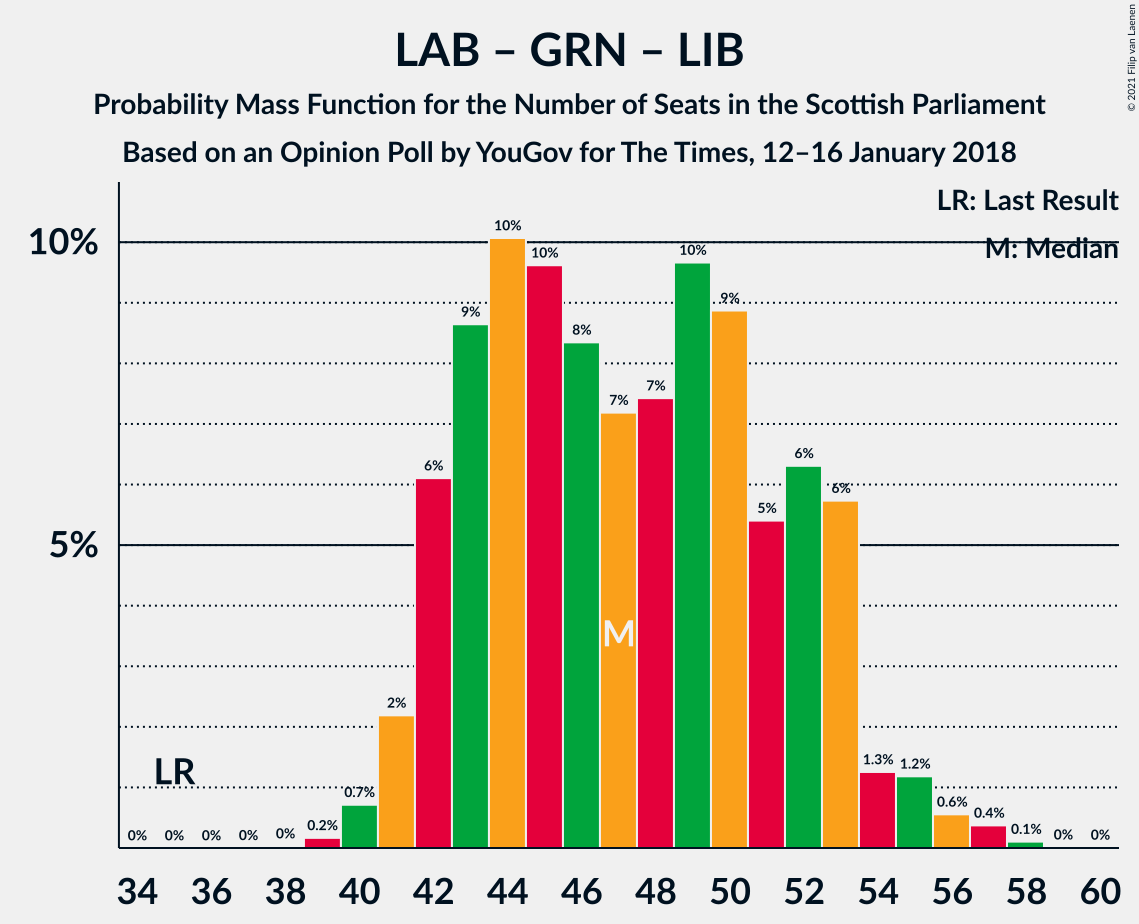 LAB – GRN – LIB
Probability Mass Function for the Number of Seats in the Scottish Parliament
Based on an Opinion Poll by YouGov for The Times, 12–16 January 2018
© 2021 Filip van Laenen
LR: Last Result
M: Median
10%
5%
0% 0% 0% 0% 0% 0.2% 0.7% 2% 6% 9% 10% 10% 8% 7% 7% 10% 9% 5% 6% 6% 1.3% 1.2% 0.6% 0.4% 0.1% 0% 0%
LR
M
34 36 38 40 42 44 46 48 50 52 54 56 58 60